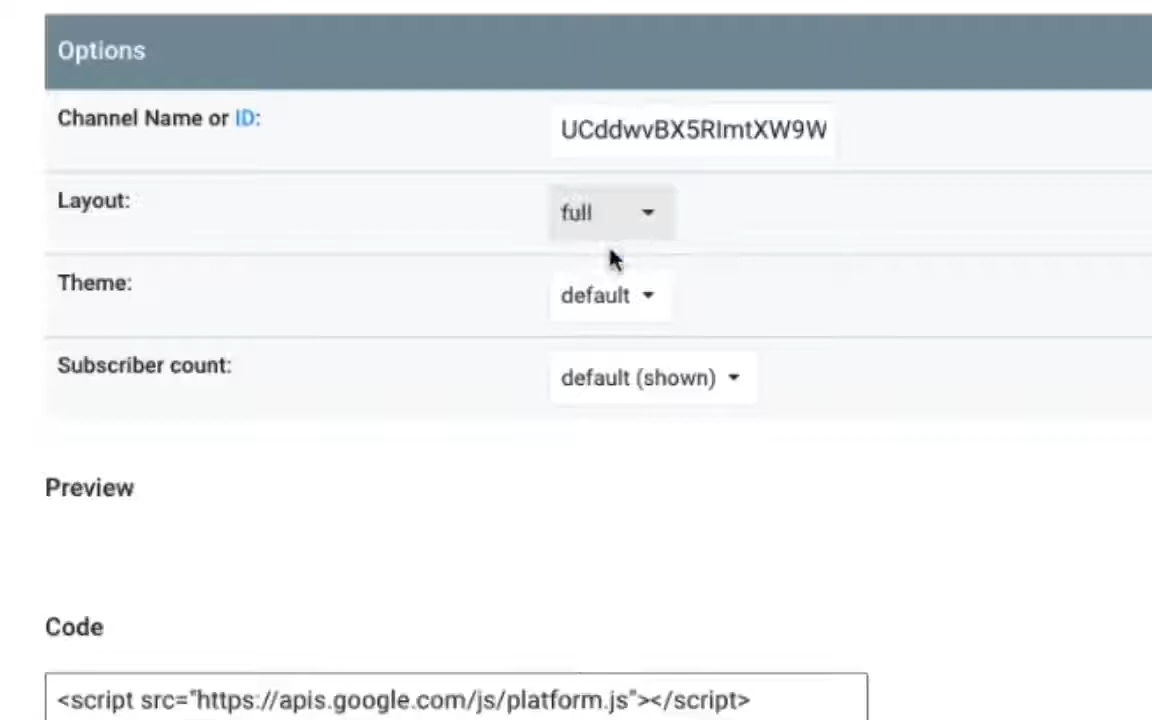 Options
Channel Name or ID:
UCddwvBX5RImtXW9W
Layout:
full
Theme:
default
Subscriber count:
default (shown)
Preview
Code
<script src="https://apis.google.com/js/platform.js"></script>